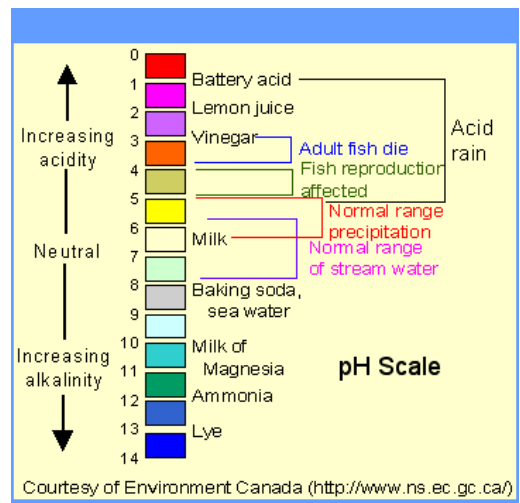 0
1
2
3
4
5
6
7
8
9
10
11
12
13
14
Increasing
acidity
Neutral
Increasing
alkalinity
Battery acid
Lemon juice
Vinegar
Milk
Baking soda,
sea water
Milk of
Magnesia
Ammonia
Lye
Adult fish die
Fish reproduction
affected
Normal range
precipitation
Normal range
of stream water
Acid
rain
pH Scale
Courtesy of Environment Canada (http://www.ns.ec.gc.ca/)